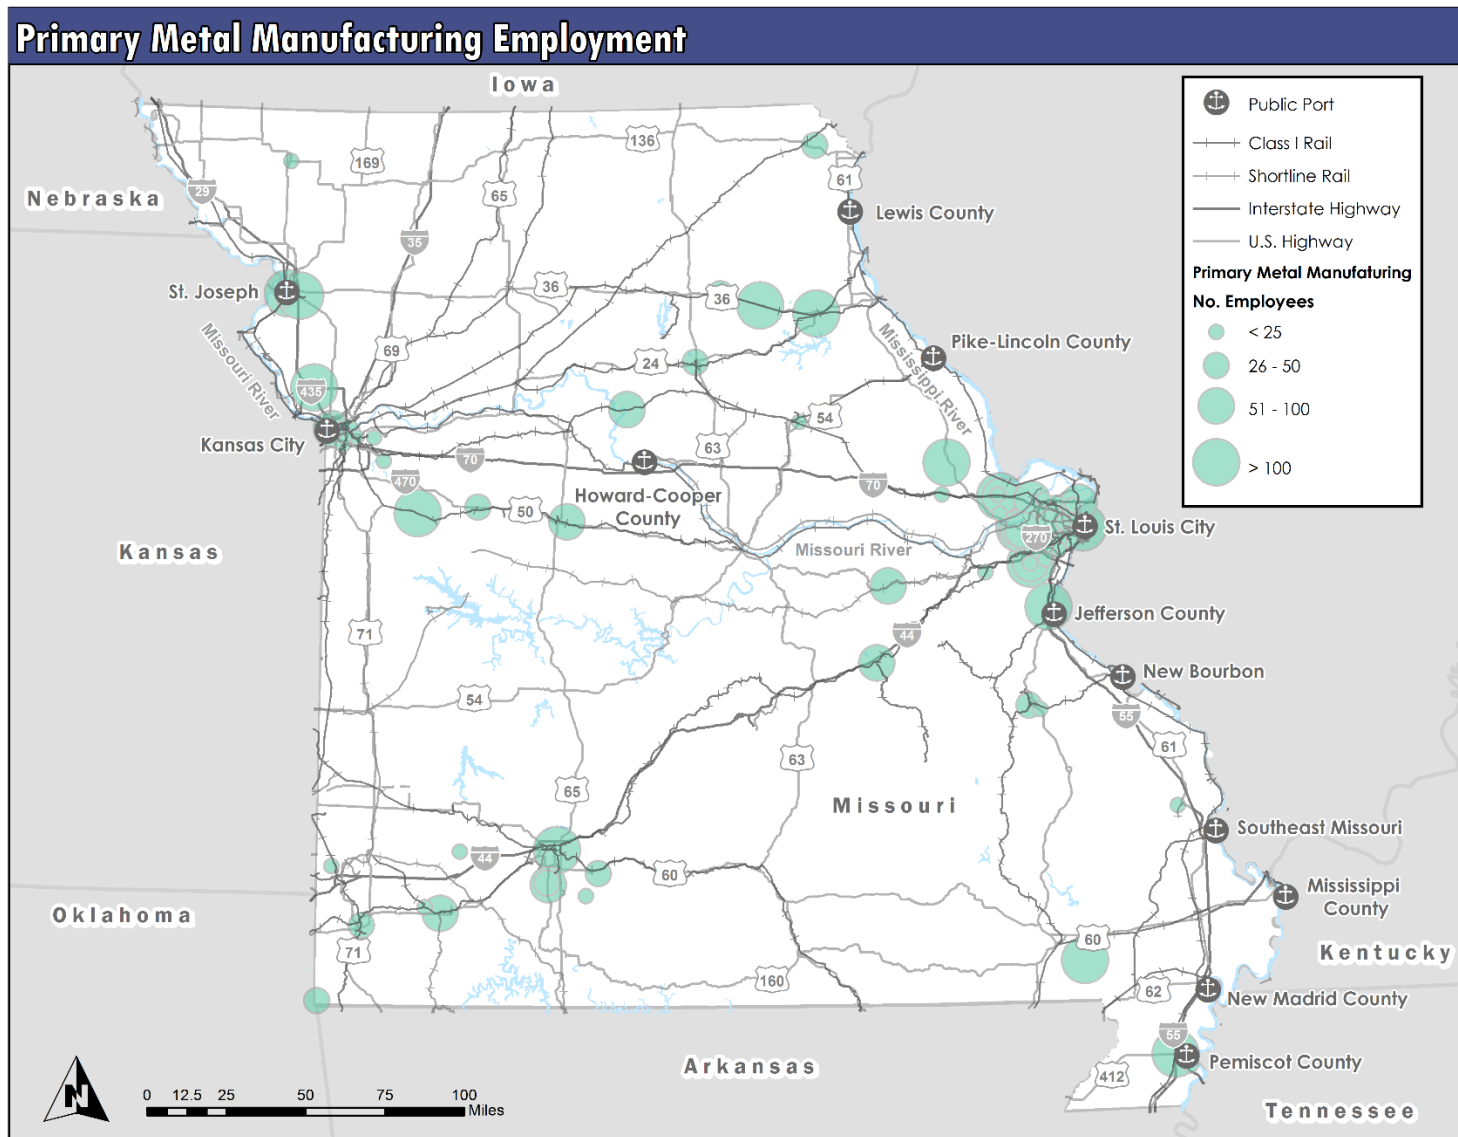 Primary Metal Manufacturing Employment
Iowa
Nebraska
Kansas
Oklahoma
Arkansas
Tennessee
Kentucky
Missouri
Public Port
Class I Rail
Shortline Rail
Interstate Highway
U.S. Highway
Primary Metal Manufaturing
No. Employees
< 25
26 - 50
51 - 100
> 100
136
169
29
65
35
61
Lewis County
St. Joseph
36
36
Missouri River
69
24
Mississippi River
Pike-Lincoln County
435
54
Kansas City
63
70
470
70
Howard-Cooper
County
50
St. Louis City
270
Missouri River
Jefferson County
71
44
New Bourbon
54
55
61
63
65
Southeast Missouri
44
60
Mississippi
County
60
71
160
62
New Madrid County
55
Pemiscot County
412
N
0 12.5 25 50 75 100
Miles